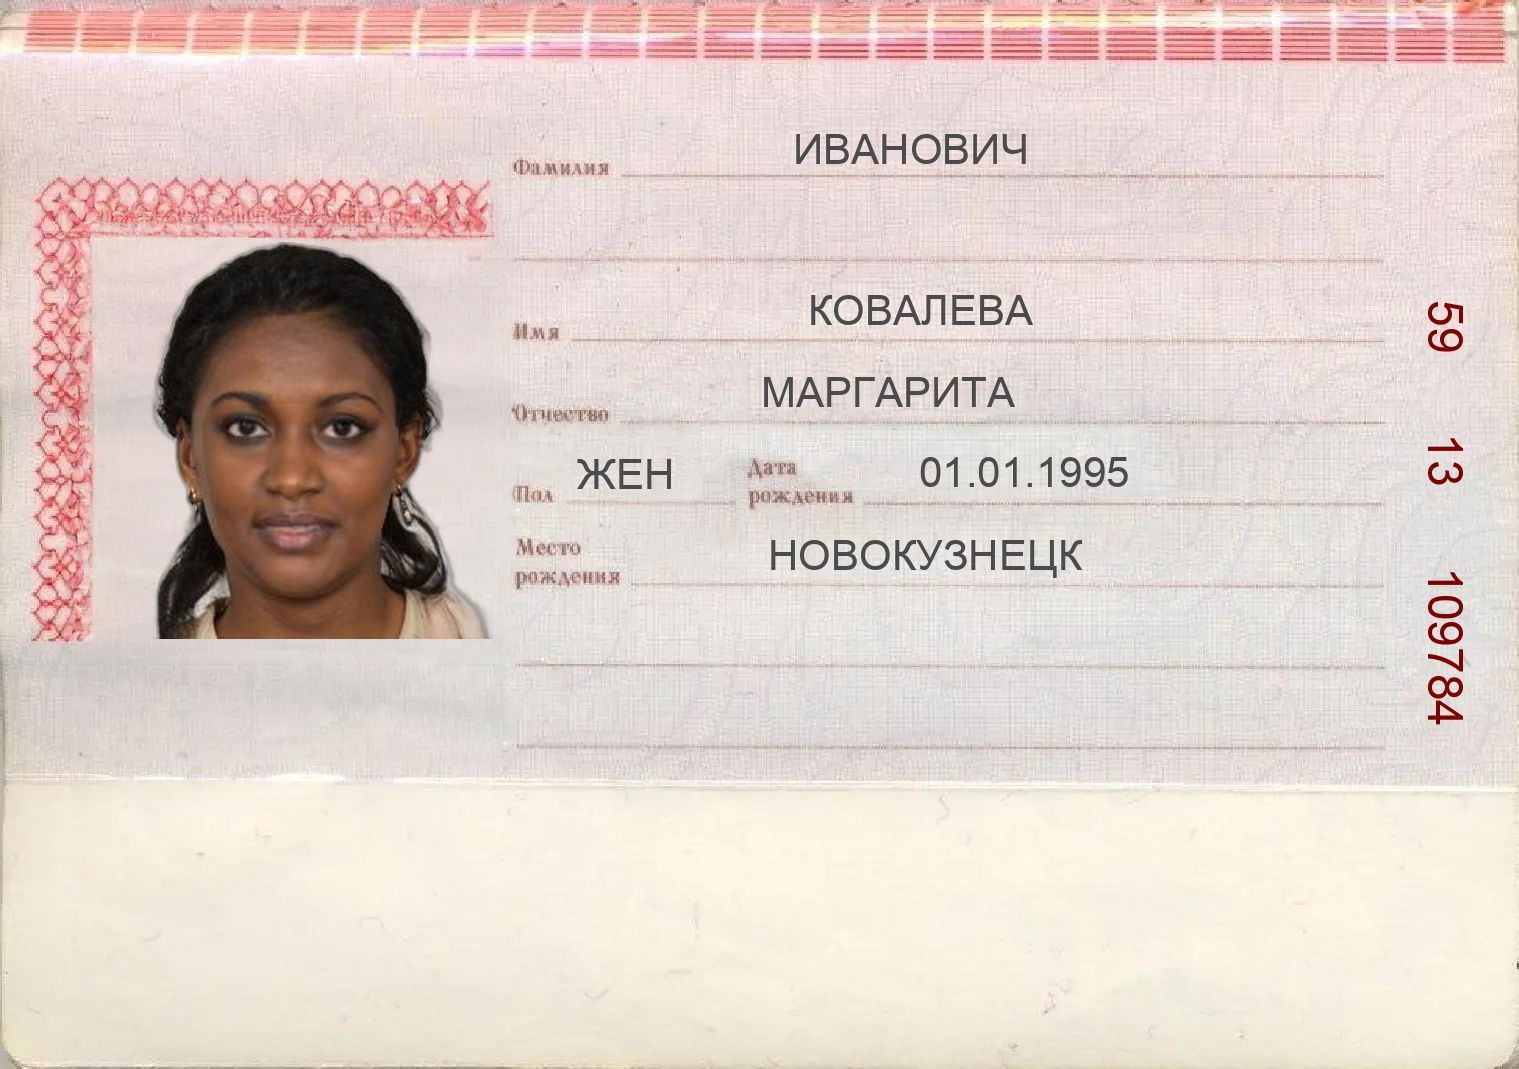 Фамилия ИВАНОВИЧ
Имя КОВАЛЕВА
Отчество МАРГАРИТА
Пол ЖЕН Дата рождения 01.01.1995
Место рождения НОВОКУЗНЕЦК
59 13 109784